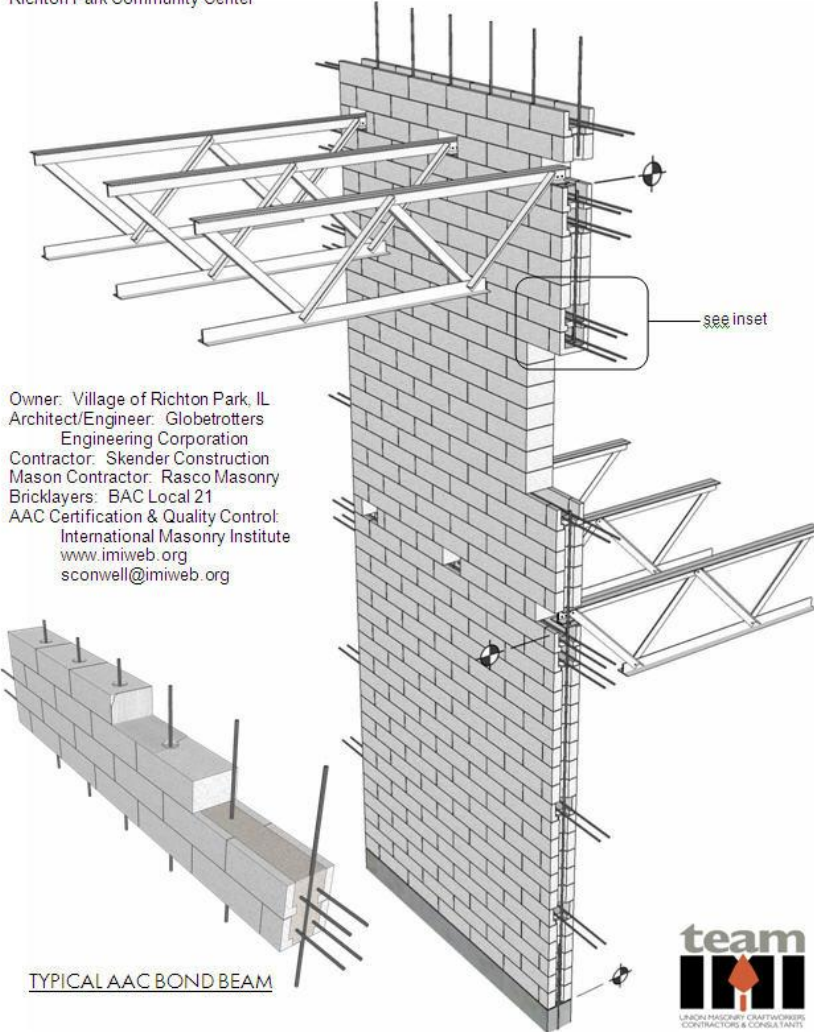 Richton Park Community Center
see inset
Owner: Village of Richton Park, IL
Architect/Engineer: Globetrotters
Engineering Corporation
Contractor: Skender Construction
Mason Contractor: Rasco Masonry
Bricklayers: BAC Local 21
AAC Certification & Quality Control:
International Masonry Institute
www.imiweb.org
sconwell@imiweb.org
TYPICAL AAC BOND BEAM
team
IMI
UNION MASONRY CRAFTWORKERS
CONTRACTORS & CONSULTANTS